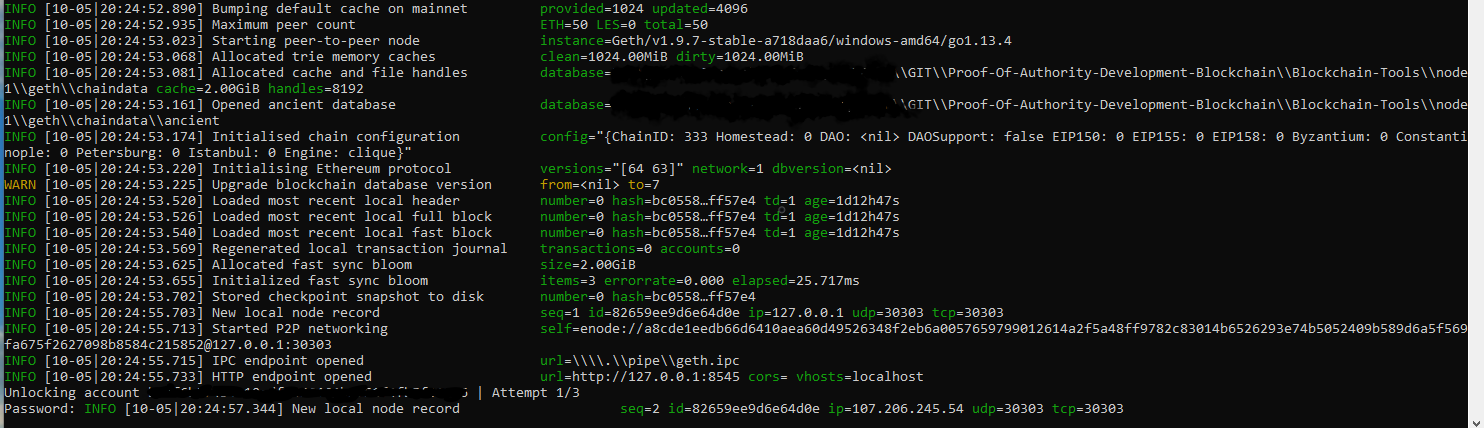 INFO [10-05|20:24:52.890] Bumping default cache on mainnet provided=1024 updated=4096
INFO [10-05|20:24:52.935] Maximum peer count ETH=50 LES=0 total=50
INFO [10-05|20:24:53.023] Starting peer-to-peer node instance=Geth/v1.9.7-stable-a718daa6/windows-amd64/go1.13.4
INFO [10-05|20:24:53.068] Allocated trie memory caches clean=1024.00MiB dirty=1024.00MiB
INFO [10-05|20:24:53.081] Allocated cache and file handles database= \\GIT\\Proof-Of-Authority-Development-Blockchain\\Blockchain-Tools\\node
1\\geth\\chaindata cache=2.00GiB handles=8192
INFO [10-05|20:24:53.161] Opened ancient database database= \\GIT\\Proof-Of-Authority-Development-Blockchain\\Blockchain-Tools\\node
1\\geth\\chaindata\\ancient
INFO [10-05|20:24:53.174] Initialised chain configuration config="{ChainID: 333 Homestead: 0 DAO: <nil> DAOSupport: false EIP150: 0 EIP155: 0 EIP158: 0 Byzantium: 0 Constanti
nople: 0 Petersburg: 0 Istanbul: 0 Engine: clique}"
INFO [10-05|20:24:53.220] Initialising Ethereum protocol versions="[64 63]" network=1 dbversion=<nil>
WARN [10-05|20:24:53.225] Upgrade blockchain database version from=<nil> to=7
INFO [10-05|20:24:53.520] Loaded most recent local header number=0 hash=bc0558…ff57e4 td=1 age=1d12h47s
INFO [10-05|20:24:53.526] Loaded most recent local full block number=0 hash=bc0558…ff57e4 td=1 age=1d12h47s
INFO [10-05|20:24:53.540] Loaded most recent local fast block number=0 hash=bc0558…ff57e4 td=1 age=1d12h47s
INFO [10-05|20:24:53.569] Regenerated local transaction journal transactions=0 accounts=0
INFO [10-05|20:24:53.625] Allocated fast sync bloom size=2.00GiB
INFO [10-05|20:24:53.655] Initialized fast sync bloom items=3 errorrate=0.000 elapsed=25.717ms
INFO [10-05|20:24:53.702] Stored checkpoint snapshot to disk number=0 hash=bc0558…ff57e4
INFO [10-05|20:24:55.703] New local node record seq=1 id=82659ee9d6e64d0e ip=127.0.0.1 udp=30303 tcp=30303
INFO [10-05|20:24:55.713] Started P2P networking self=enode://a8cde1eedb66d6410aea60d49526348f2eb6a0057659799012614a2f5a48ff9782c83014b6526293e74b5052409b589d6a5f569
fa675f2627098b8584c215852@127.0.0.1:30303
INFO [10-05|20:24:55.715] IPC endpoint opened url=\\\\.\\pipe\\geth.ipc
INFO [10-05|20:24:55.733] HTTP endpoint opened url=http://127.0.0.1:8545 cors= vhosts=localhost
Unlocking account | Attempt 1/3
Password: INFO [10-05|20:24:57.344] New local node record seq=2 id=82659ee9d6e64d0e ip=107.206.245.54 udp=30303 tcp=30303